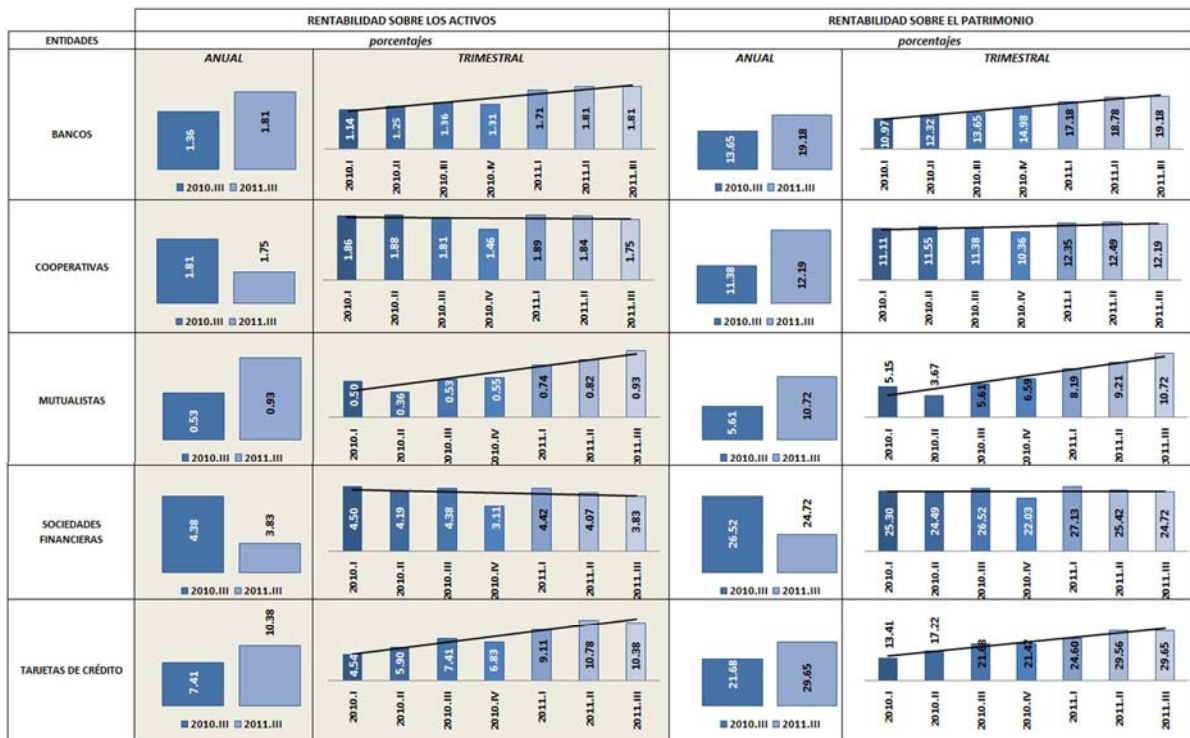 RENTABILIDAD SOBRE LOS ACTIVOS RENTABILIDAD SOBRE EL PATRIMONIO
ENTIDADES porcentajes porcentajes
ANUAL TRIMESTRAL ANUAL TRIMESTRAL
BANCOS
1.36 1.81
2010.III 2011.III
1.14 1.25 1.36 1.31 1.71 1.81 1.81
2010.I 2010.II 2010.III 2010.IV 2011.I 2011.II 2011.III
13.65 19.18
2010.III 2011.III
10.97 12.32 13.65 14.98 17.18 18.78 19.18
2010.I 2010.II 2010.III 2010.IV 2011.I 2011.II 2011.III
COOPERATIVAS
1.81 1.75
2010.III 2011.III
1.86 1.88 1.81 1.46 1.89 1.84 1.75
2010.I 2010.II 2010.III 2010.IV 2011.I 2011.II 2011.III
11.38 12.19
2010.III 2011.III
11.11 11.55 11.38 10.36 12.35 12.49 12.19
2010.I 2010.II 2010.III 2010.IV 2011.I 2011.II 2011.III
MUTUALISTAS
0.53 0.93
2010.III 2011.III
0.50 0.36 0.53 0.55 0.74 0.82 0.93
2010.I 2010.II 2010.III 2010.IV 2011.I 2011.II 2011.III
5.61 10.72
2010.III 2011.III
5.15 3.67 5.61 6.59 8.19 9.21 10.72
2010.I 2010.II 2010.III 2010.IV 2011.I 2011.II 2011.III
SOCIEDADES
FINANCIERAS
4.38 3.83
2010.III 2011.III
4.50 4.19 4.38 3.11 4.42 4.07 3.83
2010.I 2010.II 2010.III 2010.IV 2011.I 2011.II 2011.III
26.52 24.72
2010.III 2011.III
25.30 24.49 26.52 22.03 27.13 25.42 24.72
2010.I 2010.II 2010.III 2010.IV 2011.I 2011.II 2011.III
TARJETAS DE CRÉDITO
7.41 10.38
2010.III 2011.III
4.54 5.90 7.41 6.83 9.11 10.78 10.38
2010.I 2010.II 2010.III 2010.IV 2011.I 2011.II 2011.III
21.68 29.65
2010.III 2011.III
13.41 17.22 21.68 21.47 24.60 29.56 29.65
2010.I 2010.II 2010.III 2010.IV 2011.I 2011.II 2011.III